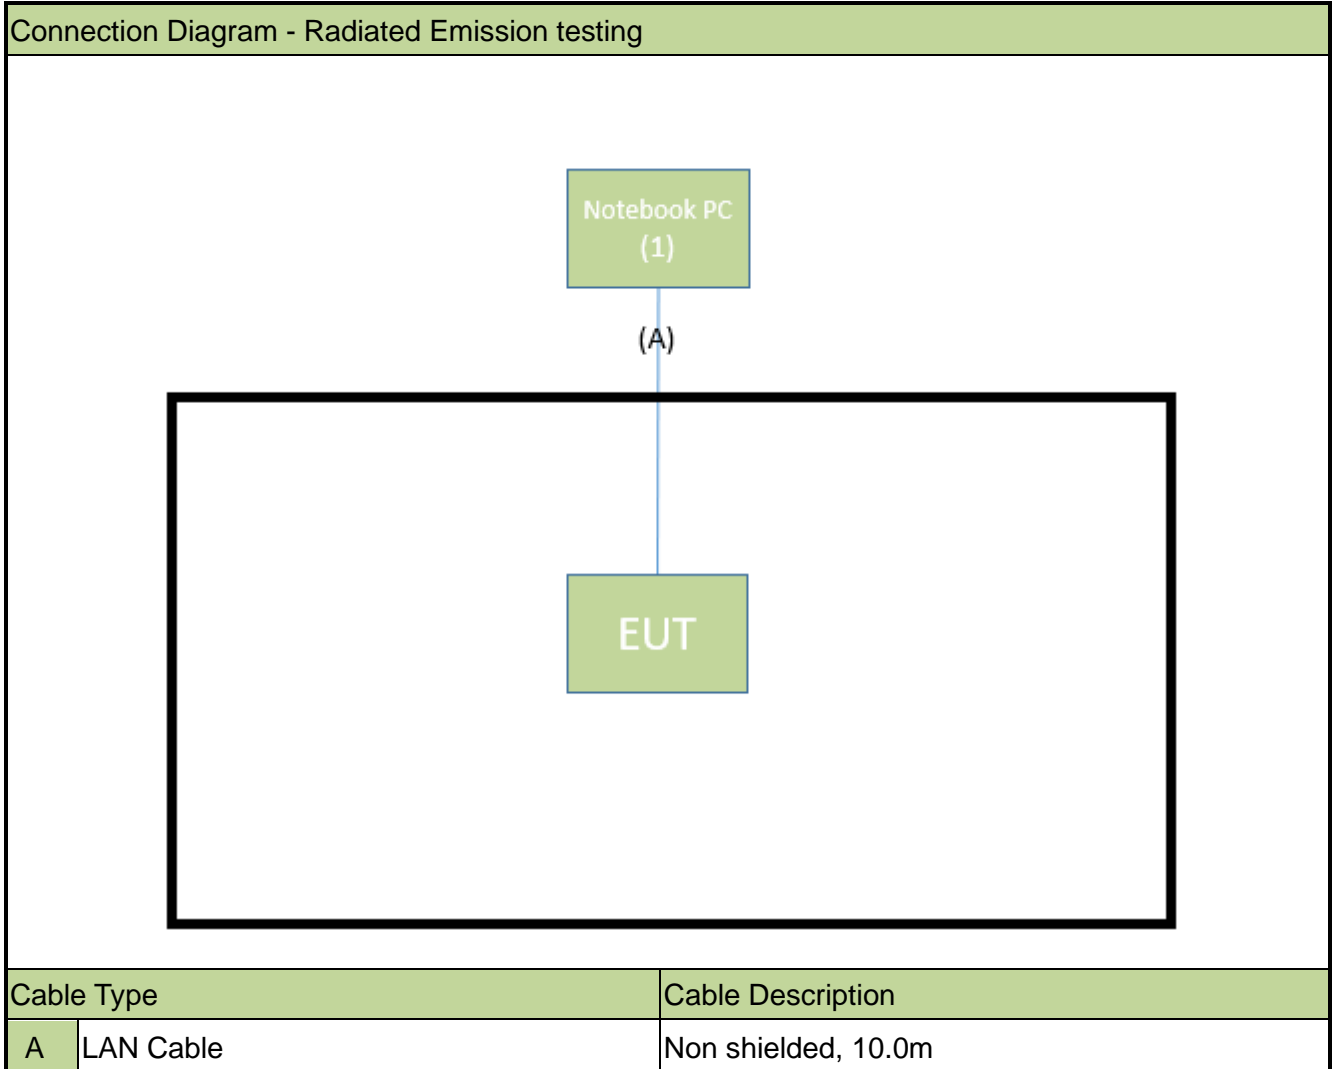 Connection Diagram - Radiated Emission testing
Notebook PC
(1)
(A)
EUT
Cable Type Cable Description
A LAN Cable Non shielded, 10.0m